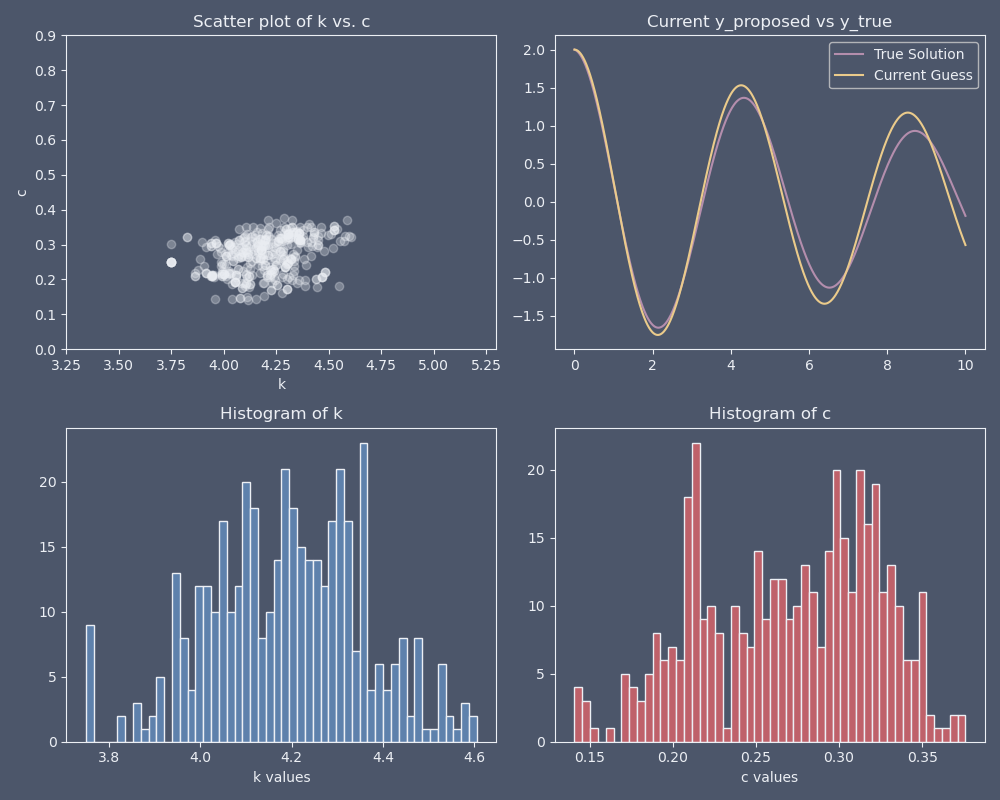 Scatter plot of k vs. c
0.9
0.8
0.7
0.6
0.5
0.4
0.3
0.2
0.1
0.0
c
3.25 3.50 3.75 4.00 4.25 4.50 4.75 5.00 5.25
k
Current y_proposed vs y_true
True Solution
Current Guess
2.0
1.5
1.0
0.5
0.0
−0.5
−1.0
−1.5
0 2 4 6 8 10
Histogram of k
20
15
10
5
0
3.8 4.0 4.2 4.4 4.6
k values
Histogram of c
20
15
10
5
0
0.15 0.20 0.25 0.30 0.35
c values